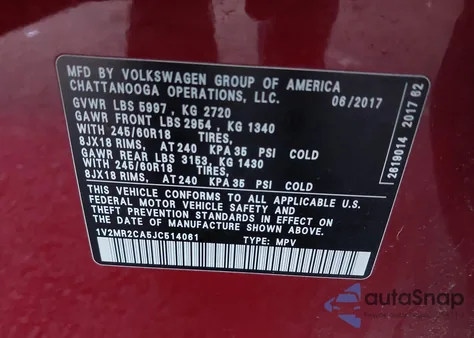 MFD BY VOLKSWAGEN GROUP OF AMERICA
CHATTANOOGA OPERATIONS, LLC. 06/2017
GVWR LBS 5997, KG 2720
GAWR FRONT LBS 2954, KG 1340
WITH 245/60R18 TIRES,
8JX18 RIMS, AT 240 KPA 35 PSI COLD
GAWR REAR LBS 3153, KG 1430
WITH 245/60R18 TIRES,
8JX18 RIMS, AT 240 KPA 35 PSI COLD
THIS VEHICLE CONFORMS TO ALL APPLICABLE U.S.
FEDERAL MOTOR VEHICLE SAFETY AND
THEFT PREVENTION STANDARDS IN EFFECT ON
DATE OF MANUFACTURE SHOWN ABOVE.
1V2MR2CA5JC514061 TYPE: MPV
2619014 2017 62
autoSnap